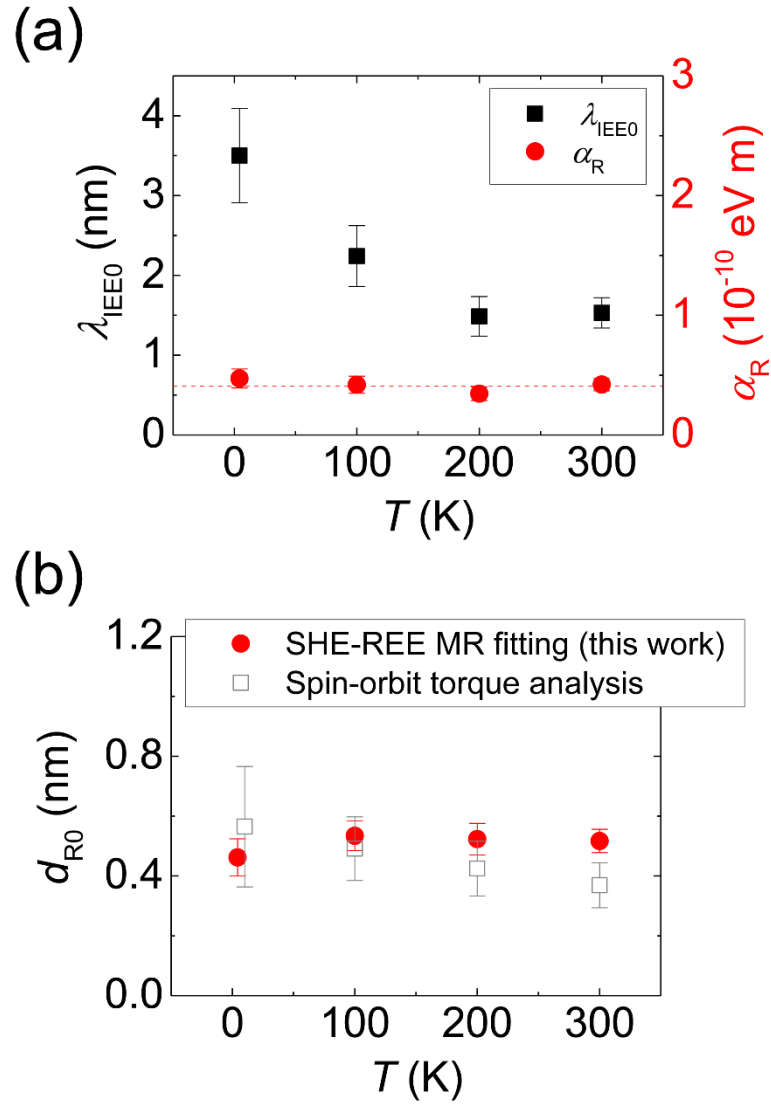 (a)
λIEE0
αR
4
3
2
1
0
λIEE0 (nm)
3
2
1
0
αR (10-10 eV m)
0 100 200 300
T (K)
(b)
SHE-REE MR fitting (this work)
Spin-orbit torque analysis
1.2
0.8
0.4
0.0
dR0 (nm)
0 100 200 300
T (K)